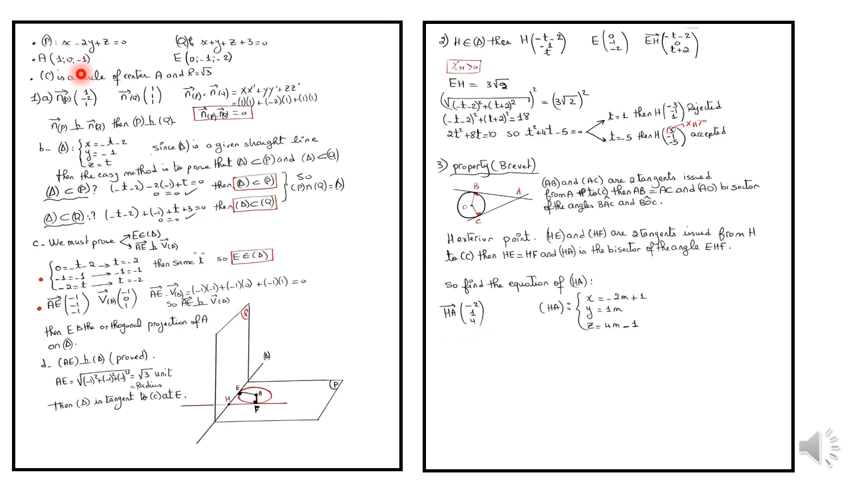 • (P): x - 2y + z = 0 (Q): x + y + z + 3 = 0
• A (1; 0; -1) E (0; -1; -2)
• (C) is a circle of center A and R = √3
1) a) n⃗(P) (1 -2 1) n⃗(Q) (1 1 1) n⃗(P) . n⃗(Q) = xx' + yy' + zz'
= (1)(1) + (-2)(1) + (1)(1)
n⃗(P) ⊥ n⃗(Q) then (P) ⊥ (Q). n⃗(P) . n⃗(Q) = 0
b- (Δ): { x = -t - 2 y = -1 z = t since (Δ) is a given straight line
then the easy method is to prove that (Δ) ⊂ (P) and (Δ) ⊂ (Q)
(Δ) ⊂ (P)? (-t-2) - 2(-1) + t = 0 then (Δ) ⊂ (P)
0 = 0 ✓
so (P) ∩ (Q) = (Δ)
(Δ) ⊂ (Q)? (-t-2) + (-1) + t + 3 = 0 then (Δ) ⊂ (Q)
0 = 0 ✓
c- We must prove E ∈ (Δ)
AE⃗ ⊥ V⃗(Δ)
• { 0 = -t - 2 → t = -2
-1 = -1 → -1 = -1 then same "t" so E ∈ (Δ)
-2 = t → t = -2
• AE⃗ (-1 -1 -1) V⃗(Δ) (-1 0 1) AE⃗ . V⃗(Δ) = (-1)(-1) + (-1)(0) + (-1)(1) = 0
so AE⃗ ⊥ V⃗(Δ)
then E is the orthogonal projection of A
on (Δ).
d- (AE) ⊥ (Δ) (proved).
AE = √((-1)² + (-1)² + (-1)²) = √3 unit
= Radius
then (Δ) is tangent to (C) at E.
(Δ)
(P)
E
A
H
F
2) H ∈ (Δ) then H (-t-2 -1 t) E (0 -1 -2) EH⃗ (-t-2 0 t+2)
x_H > 0
EH = 3√2
(√((-t-2)² + (t+2)²))² = (3√2)²
(-t-2)² + (t+2)² = 18
t = 1 then H (-3 -1 1) Rejected
2t² + 8t - 10 = 0 so t² + 4t - 5 = 0
t = -5 then H (3 -1 -5) accepted
3) property (Brevet)
(AB) and (AC) are 2 tangents issued
from A to (C) then AB = AC and (AO) bisector
of the angles BAC and BOC.
B
A
O
C
H exterior point. (HE) and (HF) are 2 tangents issued from H
to (C) then HE = HF and (HA) is the bisector of the angle EHF.
So find the equation of (HA):
HA⃗ (-2 1 4) (HA): { x = -2m + 1
y = 1m
z = 4m - 1